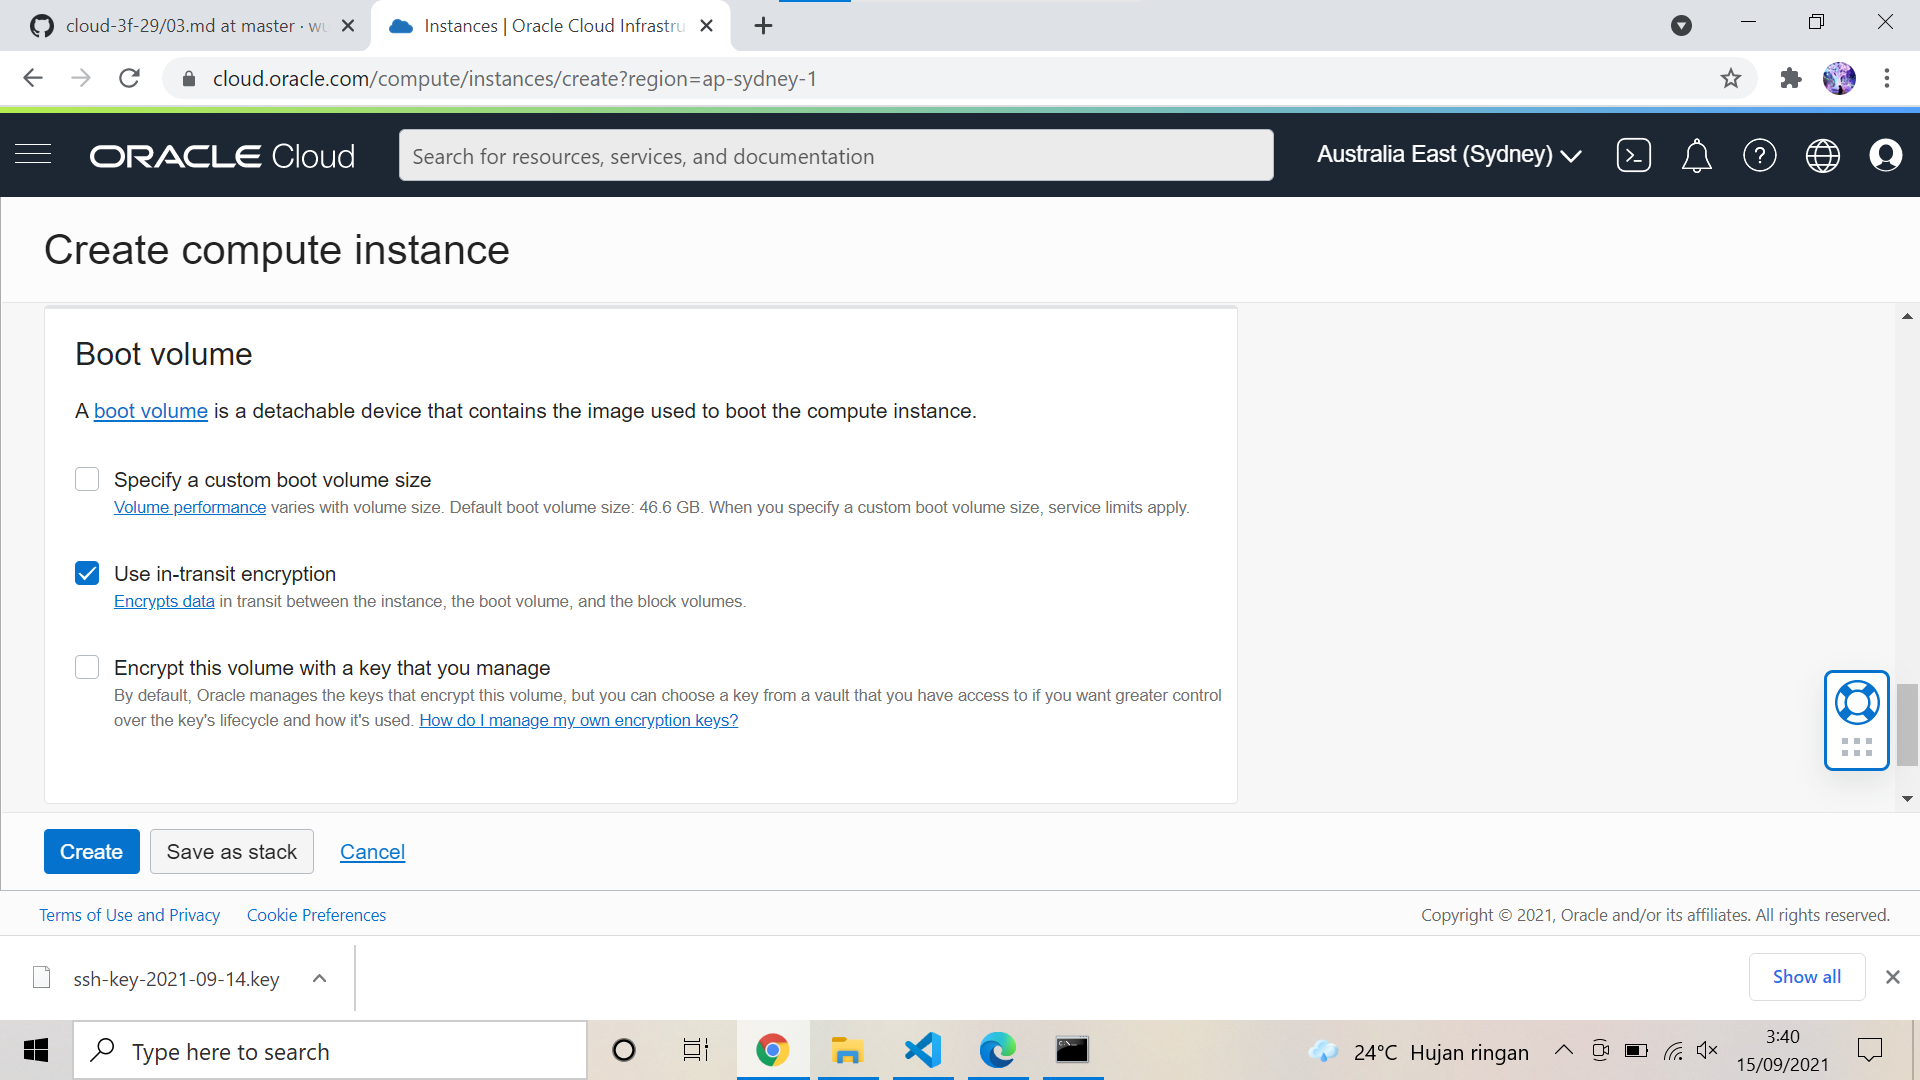 cloud-3f-29/03.md at master · wu
Instances | Oracle Cloud Infrastru
cloud.oracle.com/compute/instances/create?region=ap-sydney-1
ORACLE Cloud
Search for resources, services, and documentation
Australia East (Sydney)
Create compute instance
Boot volume
A boot volume is a detachable device that contains the image used to boot the compute instance.
Specify a custom boot volume size
Volume performance varies with volume size. Default boot volume size: 46.6 GB. When you specify a custom boot volume size, service limits apply.
Use in-transit encryption
Encrypts data in transit between the instance, the boot volume, and the block volumes.
Encrypt this volume with a key that you manage
By default, Oracle manages the keys that encrypt this volume, but you can choose a key from a vault that you have access to if you want greater control
over the key's lifecycle and how it's used. How do I manage my own encryption keys?
Create
Save as stack
Cancel
Terms of Use and Privacy
Cookie Preferences
Copyright © 2021, Oracle and/or its affiliates. All rights reserved.
ssh-key-2021-09-14.key
Show all
Type here to search
24°C Hujan ringan
3:40
15/09/2021